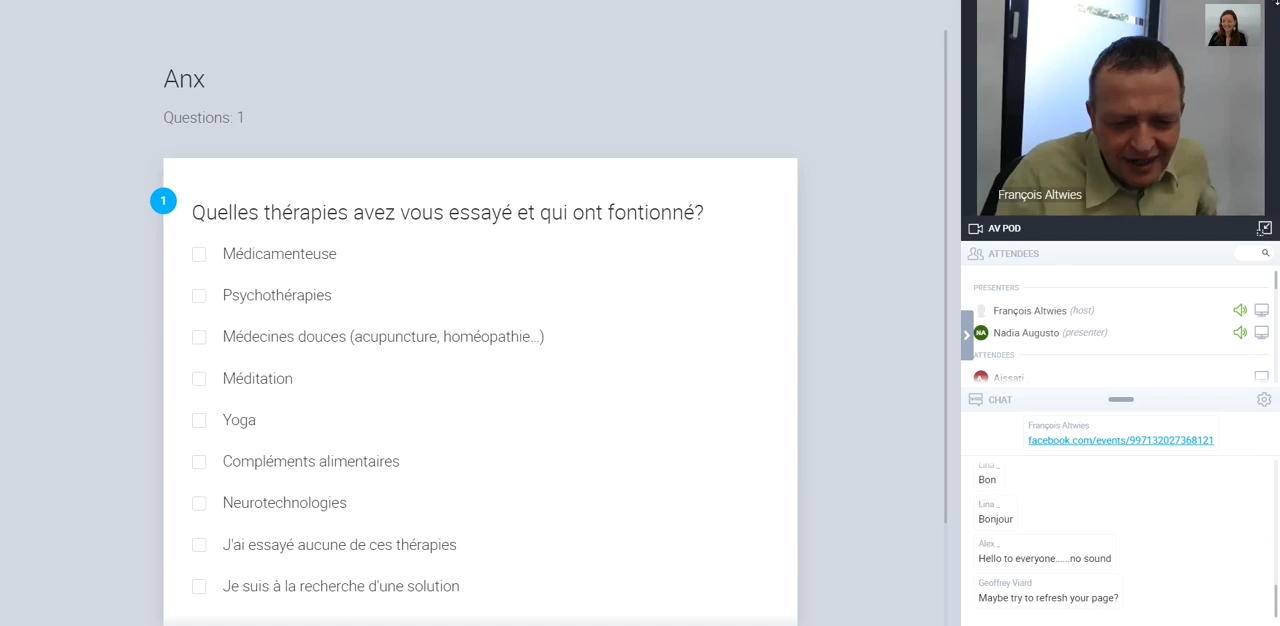 Anx
Questions: 1
1
Quelles thérapies avez vous essayé et qui ont fontionné?
Médicamenteuse
Psychothérapies
Médecines douces (acupuncture, homéopathie...)
Méditation
Yoga
Compléments alimentaires
Neurotechnologies
J'ai essayé aucune de ces thérapies
Je suis à la recherche d'une solution
François Altwies
AV POD
ATTENDEES
PRESENTERS
François Altwies (host)
NA Nadia Augusto (presenter)
ATTENDEES
Aissati
CHAT
François Altwies
facebook.com/events/997132027368121
Lina _
Bon
Lina _
Bonjour
Alex _
Hello to everyone......no sound
Geoffrey Viard
Maybe try to refresh your page?